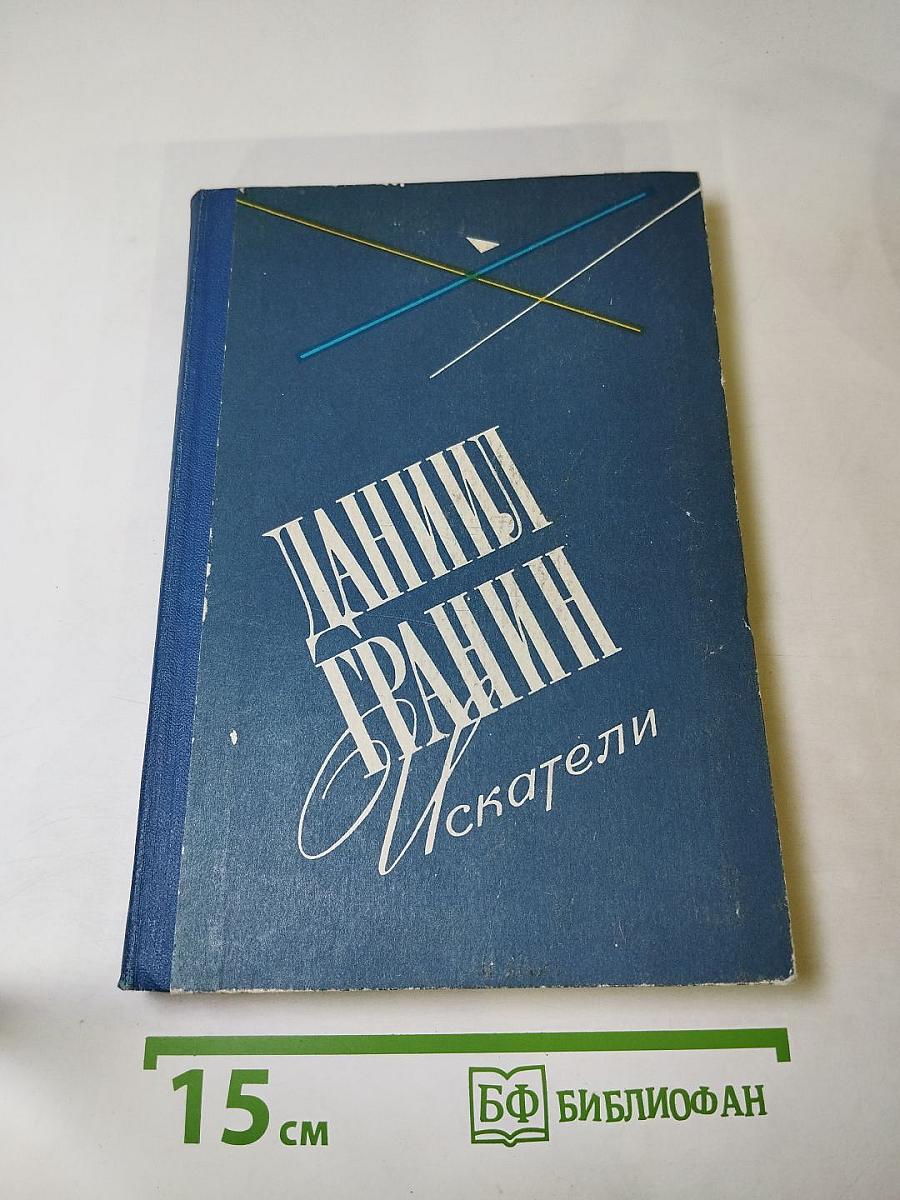 ДАНИИЛ
ГРАНИН
Искатели
15 см
БФ БИБЛИОФАН